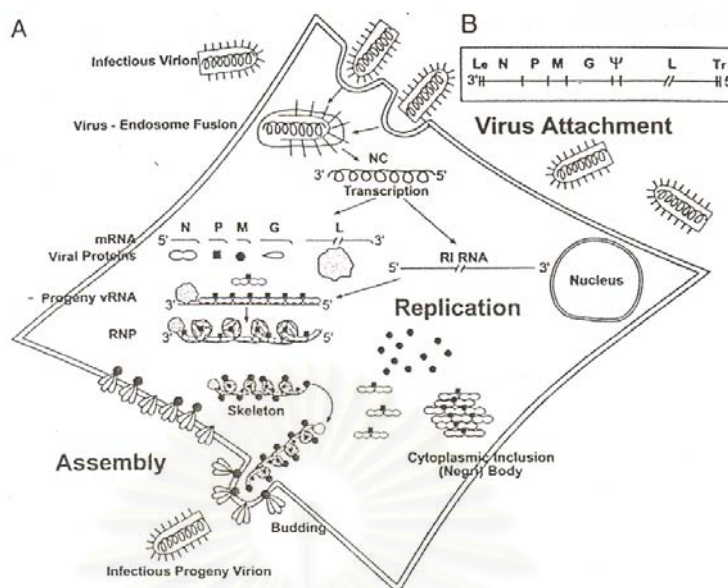 A
B
Infectious Virion
Le N P M G Ψ L Tr
3' 5'
Virus Attachment
Virus - Endosome Fusion
NC
3' 5'
Transcription
N P M G L
mRNA 5' 3'
Viral Proteins
RI RNA
5' 3'
Nucleus
- Progeny vRNA
3' 5'
Replication
RNP
3' 5'
Skeleton
Cytoplasmic Inclusion
(Negri) Body
Assembly
Budding
Infectious Progeny Virion